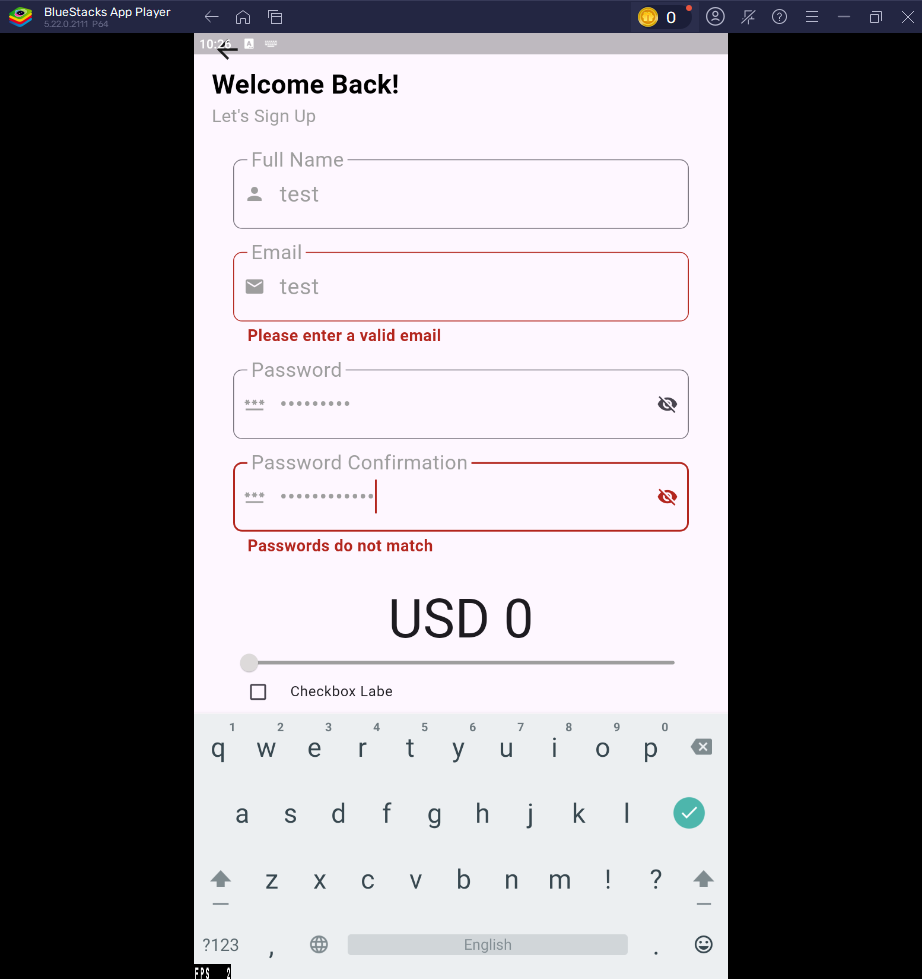 BlueStacks App Player
5.22.0.2111 P64
0
10:26
Welcome Back!
Let's Sign Up
Full Name
test
Email
test
Please enter a valid email
Password
•••••••••
Password Confirmation
••••••••••••
Passwords do not match
USD 0
Checkbox Labe
1 2 3 4 5 6 7 8 9 0
q w e r t y u i o p
a s d f g h j k l
z x c v b n m ! ?
?123 , English .
FPS 2